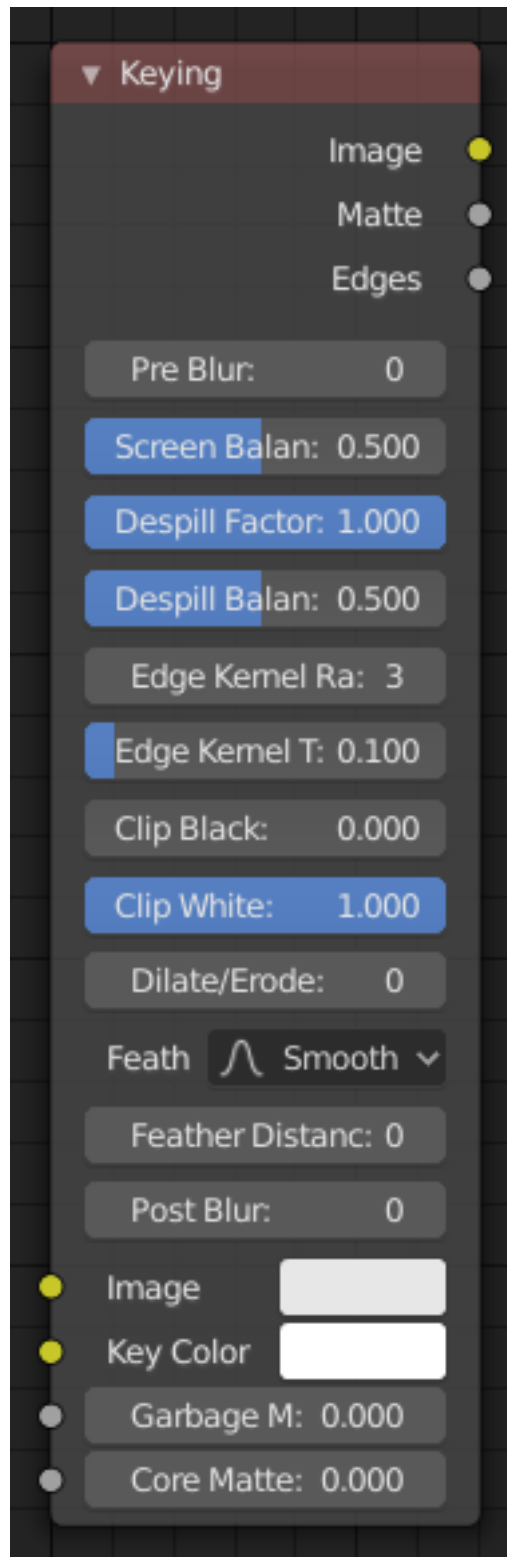 Keying
Image
Matte
Edges
Pre Blur: 0
Screen Balan: 0.500
Despill Factor: 1.000
Despill Balan: 0.500
Edge Kernel Ra: 3
Edge Kernel T: 0.100
Clip Black: 0.000
Clip White: 1.000
Dilate/Erode: 0
Feath Smooth
Feather Distanc: 0
Post Blur: 0
Image
Key Color
Garbage M: 0.000
Core Matte: 0.000